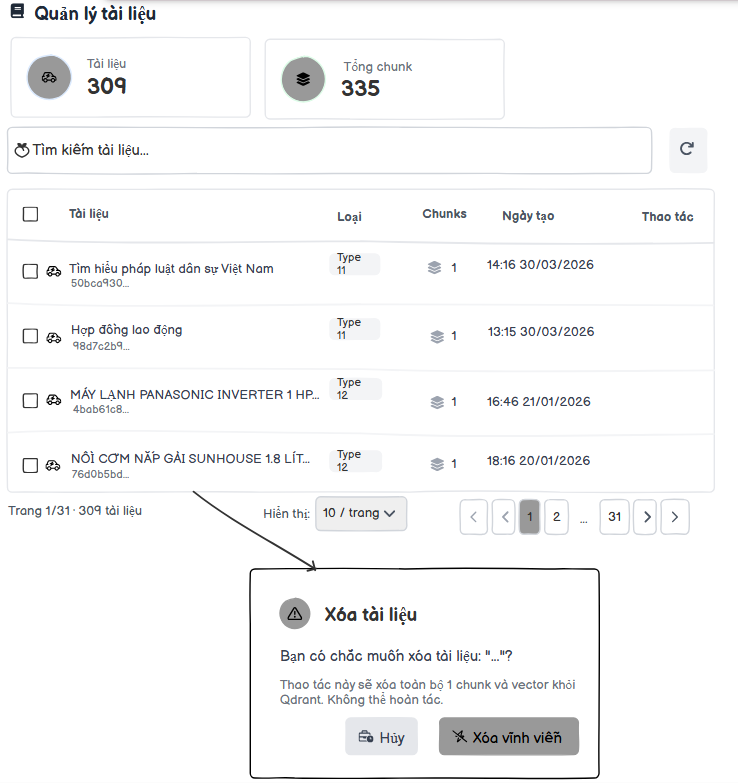 Quản lý tài liệu
Tài liệu
309
Tổng chunk
335
Tìm kiếm tài liệu...
Tài liệu Loại Chunks Ngày tạo Thao tác
Tìm hiểu pháp luật dân sự Việt Nam Type 11 1 14:16 30/03/2026
50bca930...
Hợp đồng lao động Type 11 1 13:15 30/03/2026
98d7c2b9...
MÁY LẠNH PANASONIC INVERTER 1 HP... Type 12 1 16:46 21/01/2026
4bab61c8...
NỒI CƠM NẮP GÀI SUNHOUSE 1.8 LÍT... Type 12 1 18:16 20/01/2026
76d0b5bd...
Trang 1/31 · 309 tài liệu Hiển thị: 10 / trang 1 2 ... 31
Xóa tài liệu
Bạn có chắc muốn xóa tài liệu: "..."?
Thao tác này sẽ xóa toàn bộ 1 chunk và vector khỏi
Qdrant. Không thể hoàn tác.
Hủy Xóa vĩnh viễn